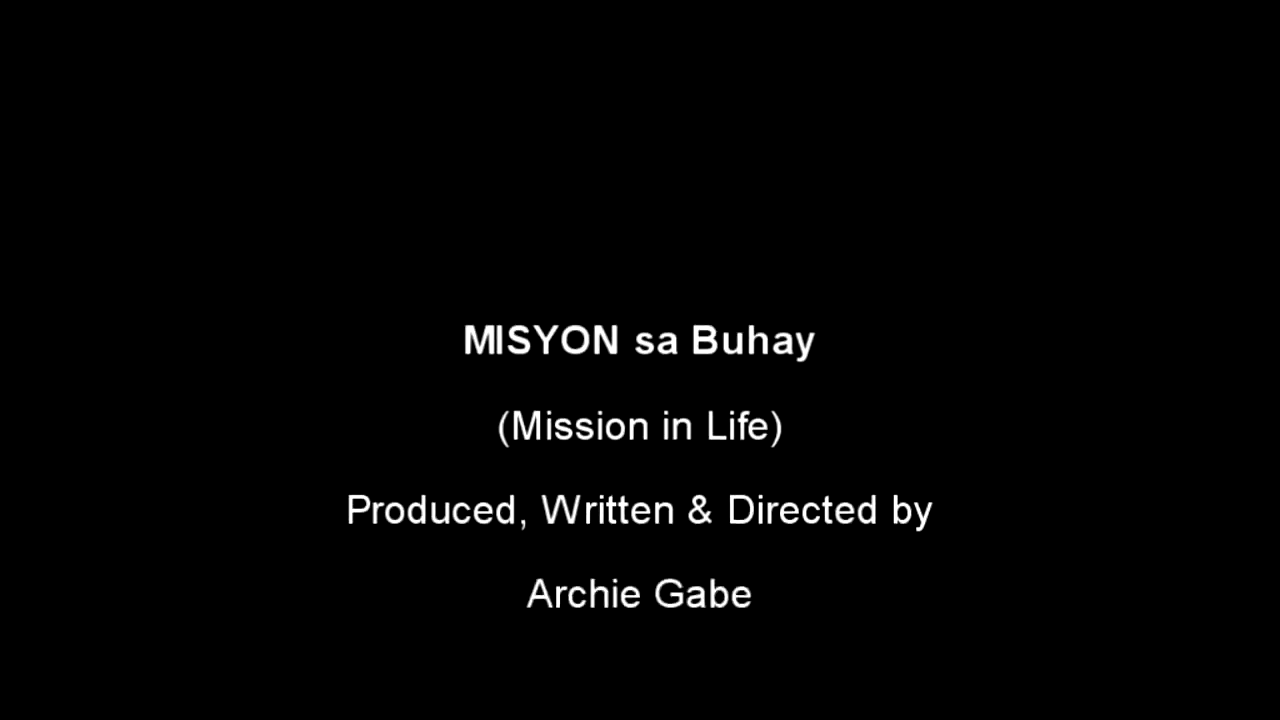 MISYON sa Buhay
(Mission in Life)
Produced, Written & Directed by
Archie Gabe